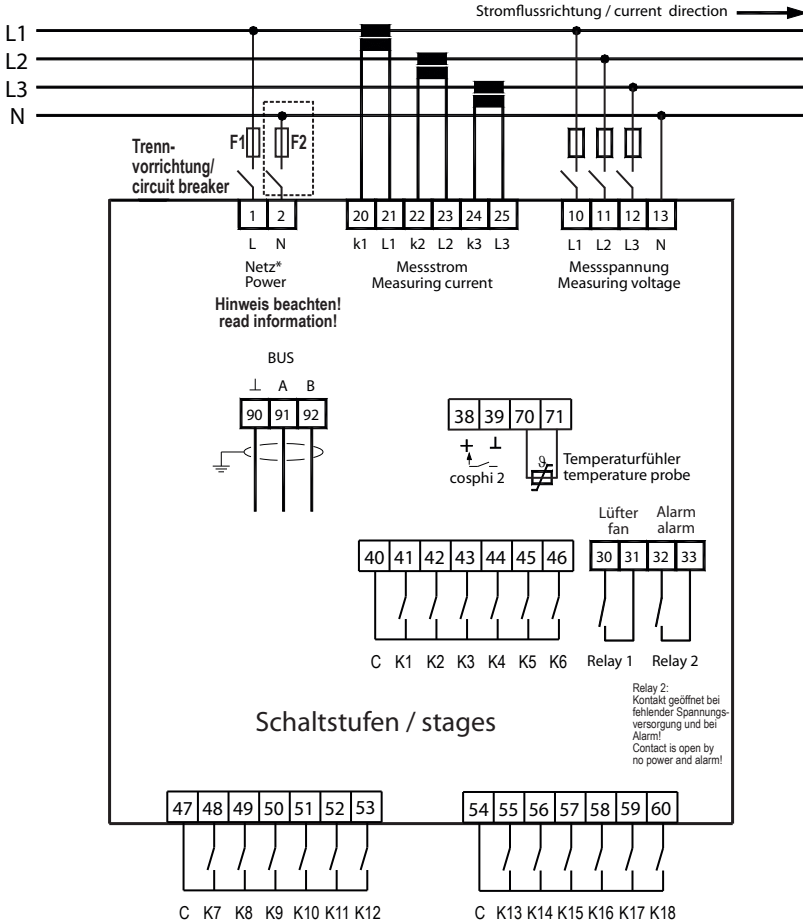 Stromflussrichtung / current direction
L1
L2
L3
N
F1 F2
Trenn-
vorrichtung/
circuit breaker
1 2 20 21 22 23 24 25 10 11 12 13
L N k1 L1 k2 L2 k3 L3 L1 L2 L3 N
Netz*
Power
Messstrom
Measuring current
Messspannung
Measuring voltage
Hinweis beachten!
read information!
BUS
⊥ A B
90 91 92
38 39 70 71
+ ⊥
cosphi 2
ϑ
Temperaturfühler
temperature probe
Lüfter
fan
Alarm
alarm
40 41 42 43 44 45 46
30 31 32 33
C K1 K2 K3 K4 K5 K6
Relay 1 Relay 2
Relay 2:
Kontakt geöffnet bei
fehlender Spannungs-
versorgung und bei
Alarm!
Contact is open by
no power and alarm!
Schaltstufen / stages
47 48 49 50 51 52 53
54 55 56 57 58 59 60
C K7 K8 K9 K10 K11 K12
C K13 K14 K15 K16 K17 K18